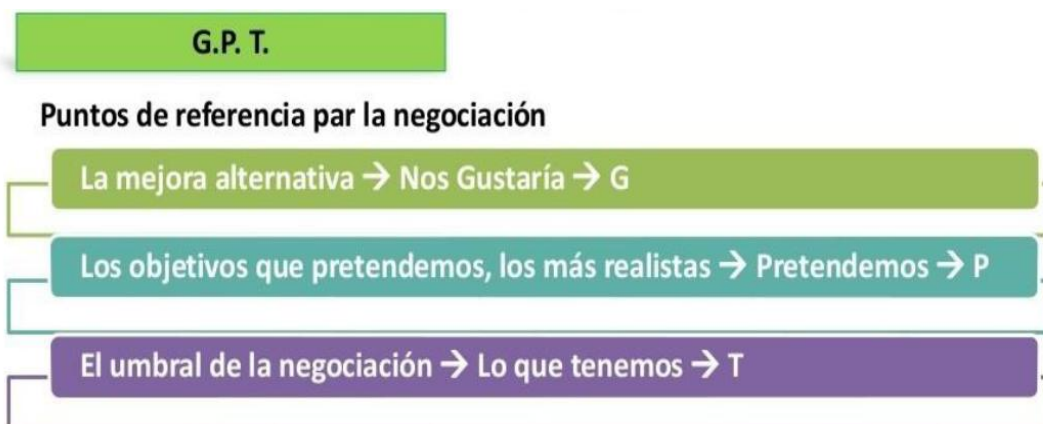 G.P. T.
Puntos de referencia par la negociación
La mejora alternativa → Nos Gustaría → G
Los objetivos que pretendemos, los más realistas → Pretendemos → P
El umbral de la negociación → Lo que tenemos → T